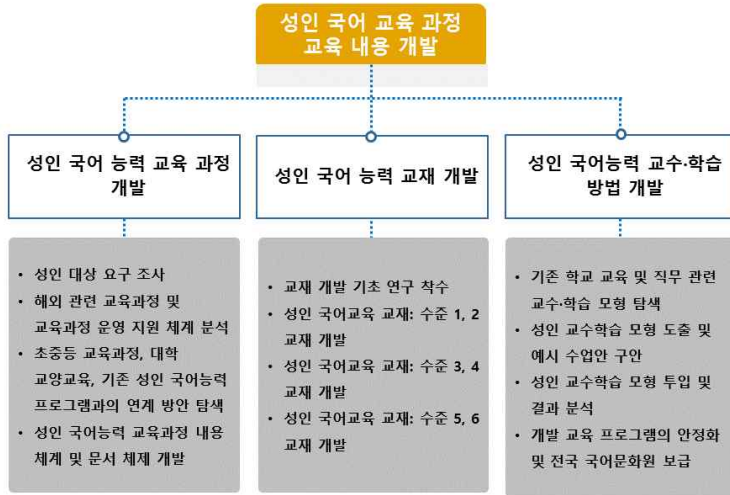 성인 국어 교육 과정
교육 내용 개발
성인 국어 능력 교육 과정
개발
• 성인 대상 요구 조사
• 해외 관련 교육과정 및
교육과정 운영 지원 체계 분석
• 초중등 교육과정, 대학
교양교육, 기존 성인 국어능력
프로그램과의 연계 방안 탐색
• 성인 국어능력 교육과정 내용
체계 및 문서 체제 개발
성인 국어 능력 교재 개발
• 교재 개발 기초 연구 착수
• 성인 국어교육 교재: 수준 1, 2
교재 개발
• 성인 국어교육 교재: 수준 3, 4
교재 개발
• 성인 국어교육 교재: 수준 5, 6
교재 개발
성인 국어능력 교수·학습
방법 개발
• 기존 학교 교육 및 직무 관련
교수·학습 모형 탐색
• 성인 교수학습 모형 도출 및
예시 수업안 구안
• 성인 교수학습 모형 투입 및
결과 분석
• 개발 교육 프로그램의 안정화
및 전국 국어문화원 보급